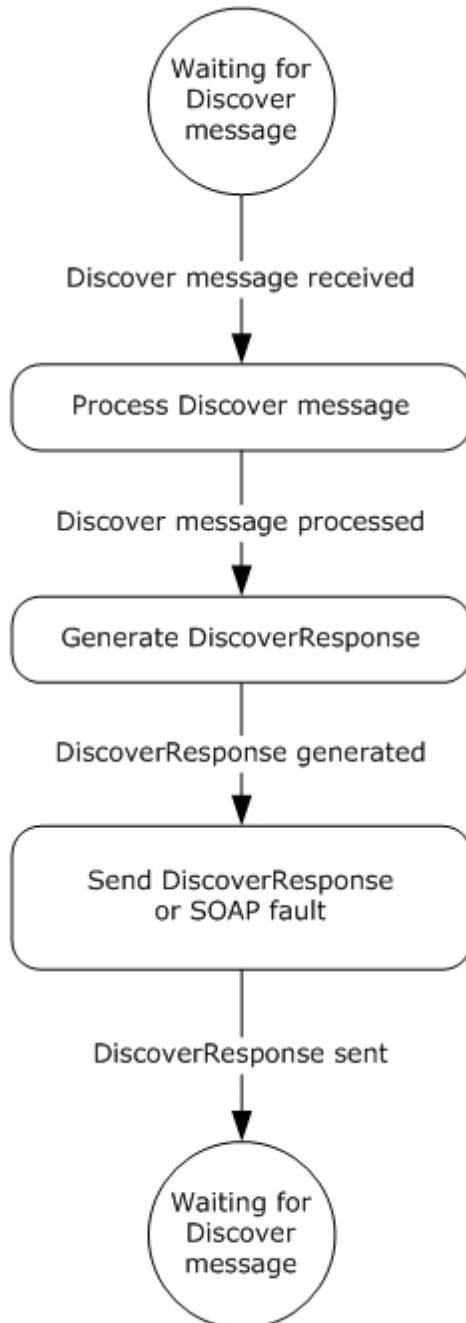 Waiting for
Discover
message
Discover message received
Process Discover message
Discover message processed
Generate DiscoverResponse
DiscoverResponse generated
Send DiscoverResponse
or SOAP fault
DiscoverResponse sent
Waiting for
Discover
message